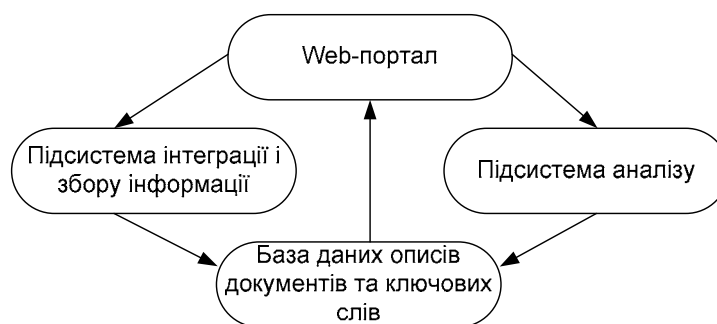 Web-портал
Підсистема інтеграції і
збору інформації
Підсистема аналізу
База даних описів
документів та ключових
слів